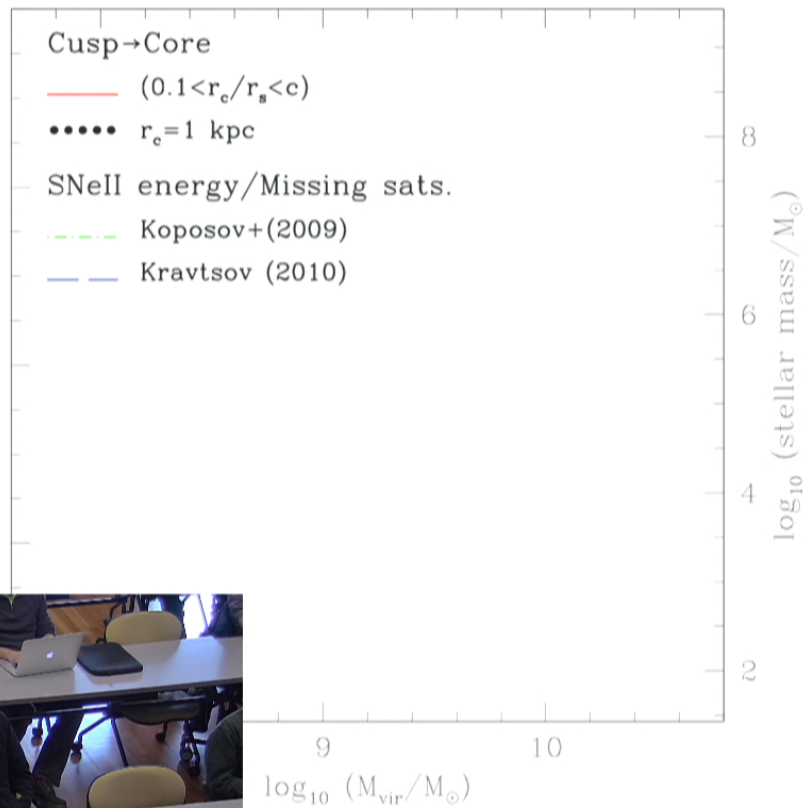 Cusp→Core
(0.1<r_c/r_s<c)
r_c=1 kpc
SNeII energy/Missing sats.
Koposov+(2009)
Kravtsov (2010)
8
6
4
2
log₁₀ (stellar mass/M☉)
9
10
log₁₀ (M_vir/M☉)